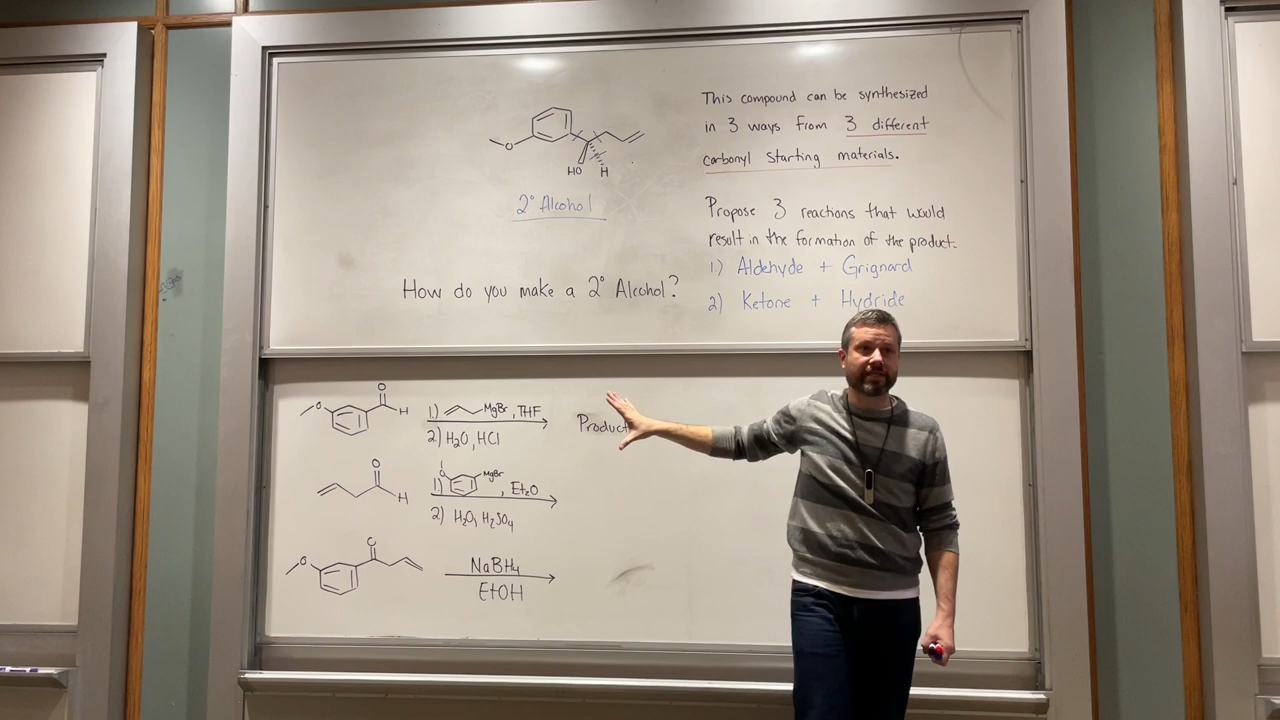 HO
H
O
2° Alcohol
How do you make a 2° Alcohol?
This compound can be synthesized
in 3 ways from 3 different
carbonyl starting materials.
Propose 3 reactions that would
result in the formation of the product.
1) Aldehyde + Grignard
2) Ketone + Hydride
O
O
H
1) MgBr, THF
2) H₂O, HCl
Product
O
H
O
1) MgBr, Et₂O
2) H₂O, H₂SO₄
O
O
NaBH₄
EtOH